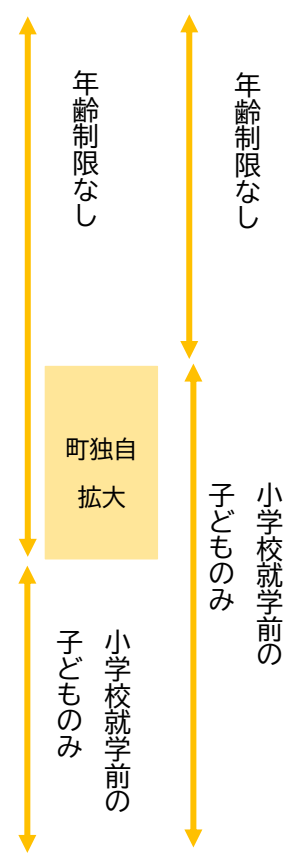 年齢制限なし
年齢制限なし
町独自
拡大
小学校就学前の
子どものみ
小学校就学前の
子どものみ